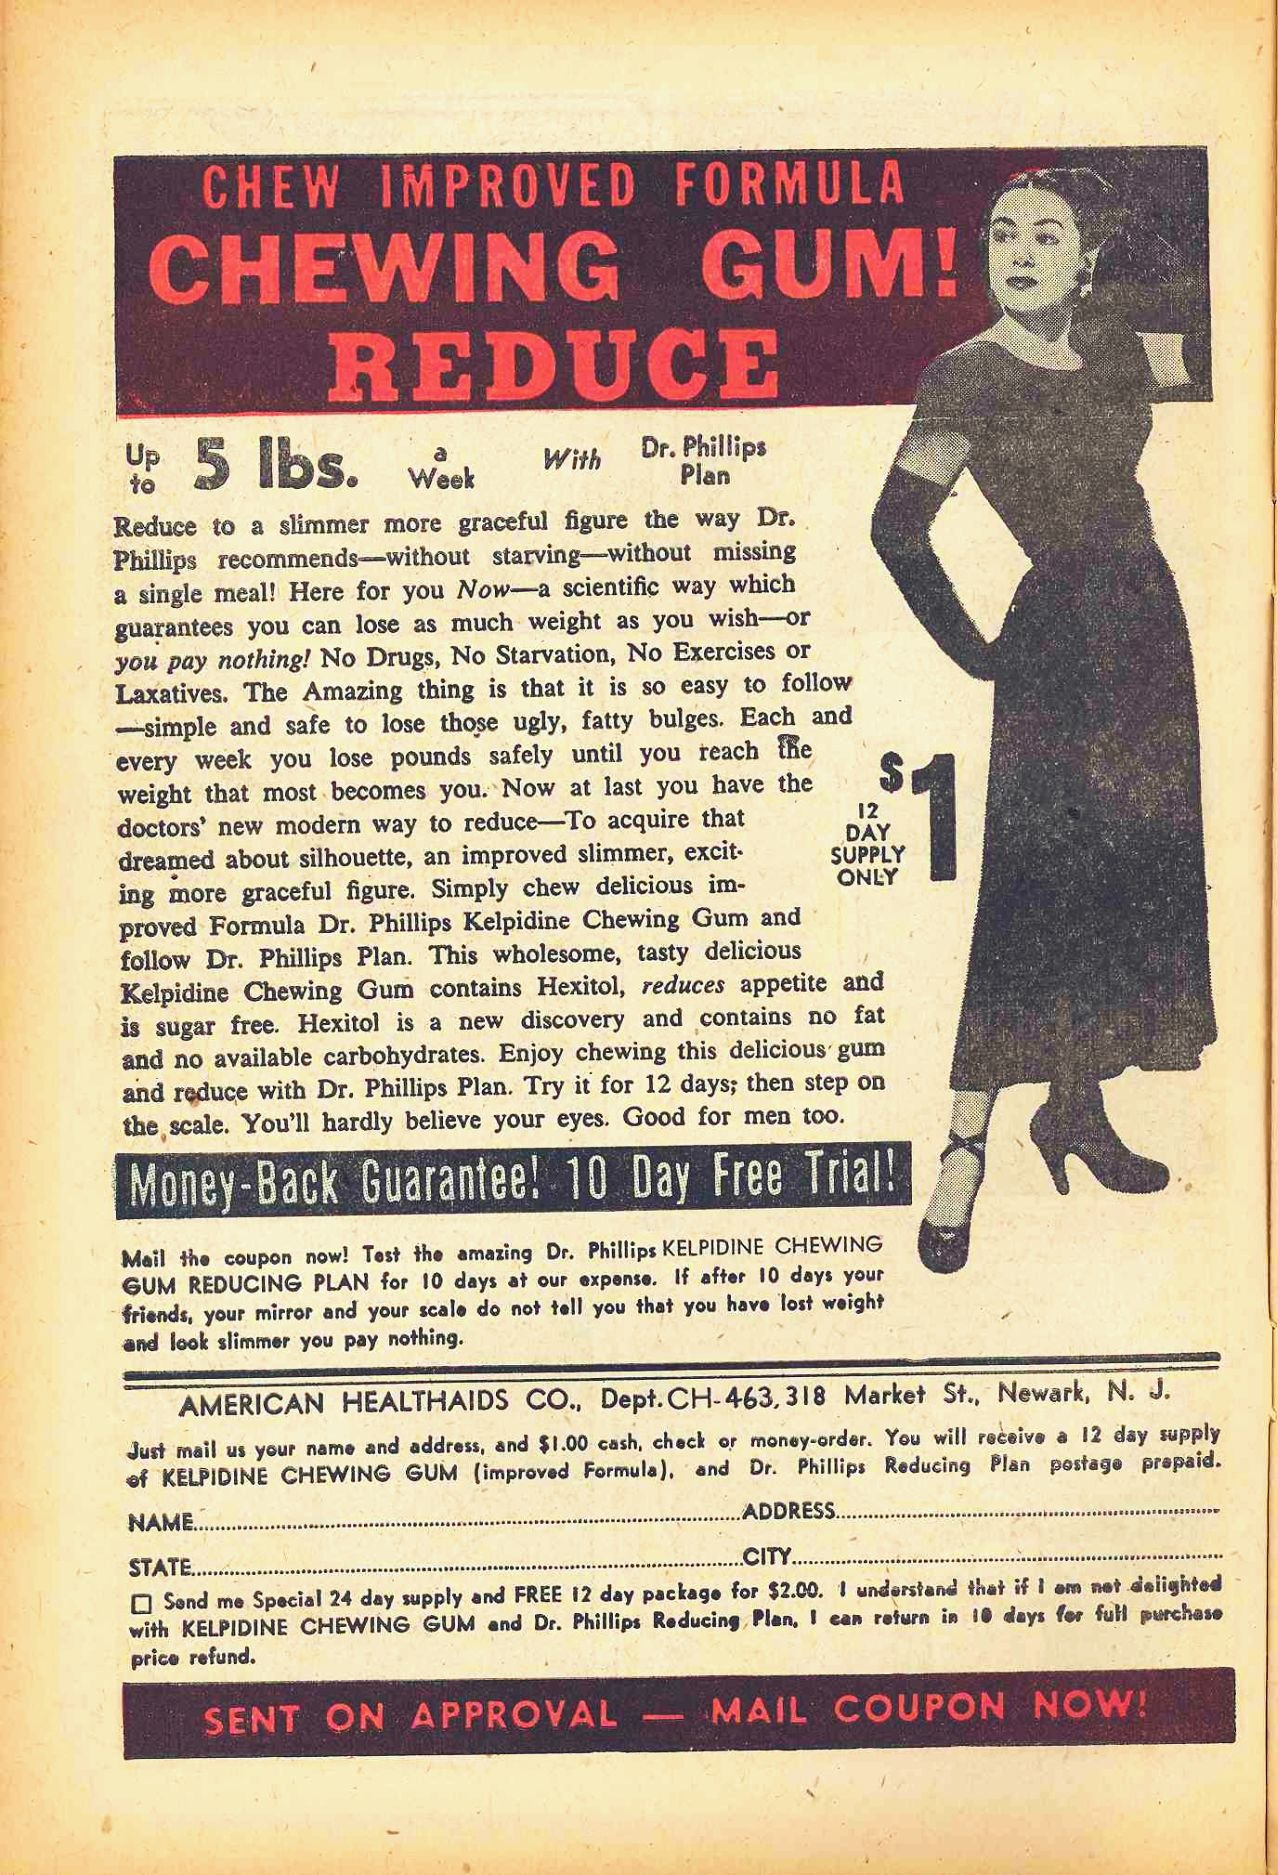 CHEW IMPROVED FORMULA
CHEWING GUM!
REDUCE
Up to 5 lbs. a Week With Dr. Phillips Plan
Reduce to a slimmer more graceful figure the way Dr.
Phillips recommends—without starving—without missing
a single meal! Here for you Now—a scientific way which
guarantees you can lose as much weight as you wish—or
you pay nothing! No Drugs, No Starvation, No Exercises or
Laxatives. The Amazing thing is that it is so easy to follow
—simple and safe to lose those ugly, fatty bulges. Each and
every week you lose pounds safely until you reach the
weight that most becomes you. Now at last you have the
doctors' new modern way to reduce—To acquire that
dreamed about silhouette, an improved slimmer, excit-
ing more graceful figure. Simply chew delicious im-
proved Formula Dr. Phillips Kelpidine Chewing Gum and
follow Dr. Phillips Plan. This wholesome, tasty delicious
Kelpidine Chewing Gum contains Hexitol, reduces appetite and
is sugar free. Hexitol is a new discovery and contains no fat
and no available carbohydrates. Enjoy chewing this delicious gum
and reduce with Dr. Phillips Plan. Try it for 12 days; then step on
the scale. You'll hardly believe your eyes. Good for men too.
$1
12
DAY
SUPPLY
ONLY
Money-Back Guarantee! 10 Day Free Trial!
Mail the coupon now! Test the amazing Dr. Phillips KELPIDINE CHEWING
GUM REDUCING PLAN for 10 days at our expense. If after 10 days your
friends, your mirror and your scale do not tell you that you have lost weight
and look slimmer you pay nothing.
AMERICAN HEALTHAIDS CO., Dept. CH-463, 318 Market St., Newark, N. J.
Just mail us your name and address, and $1.00 cash, check or money-order. You will receive a 12 day supply
of KELPIDINE CHEWING GUM (improved Formula), and Dr. Phillips Reducing Plan postage prepaid.
NAME ADDRESS
STATE CITY
☐ Send me Special 24 day supply and FREE 12 day package for $2.00. I understand that if I am not delighted
with KELPIDINE CHEWING GUM and Dr. Phillips Reducing Plan, I can return in 10 days for full purchase
price refund.
SENT ON APPROVAL — MAIL COUPON NOW!